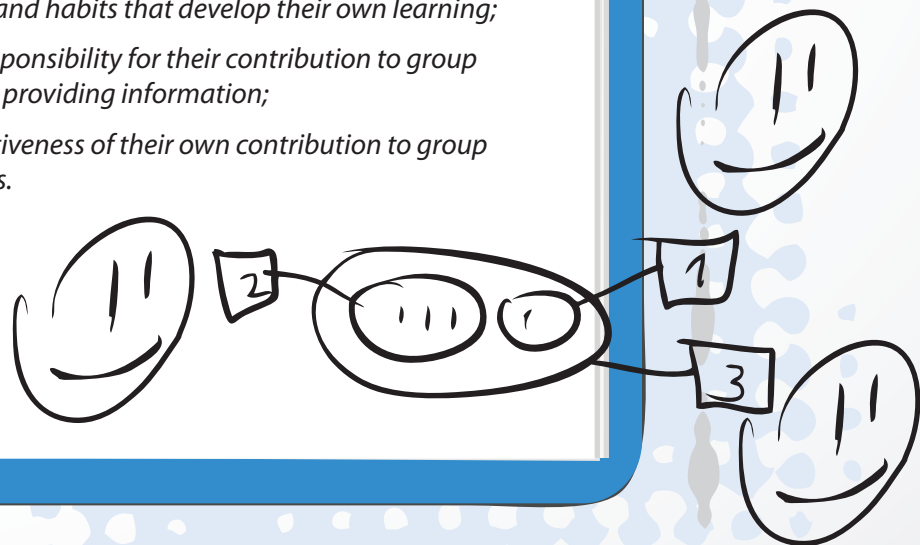 and habits that develop their own learning;
ponsibility for their contribution to group
providing information;
tiveness of their own contribution to group
s.
2
1
3